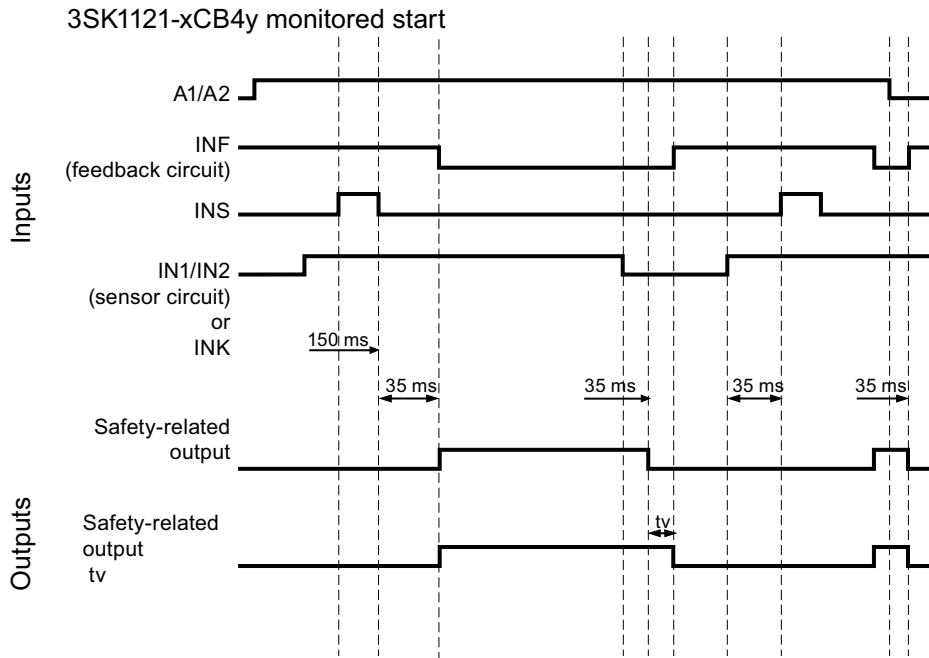 3SK1121-xCB4y monitored start
Inputs
A1/A2
INF
(feedback circuit)
INS
IN1/IN2
(sensor circuit)
or
INK
150 ms
35 ms
35 ms
35 ms
35 ms
Outputs
Safety-related
output
tv
Safety-related
output
tv